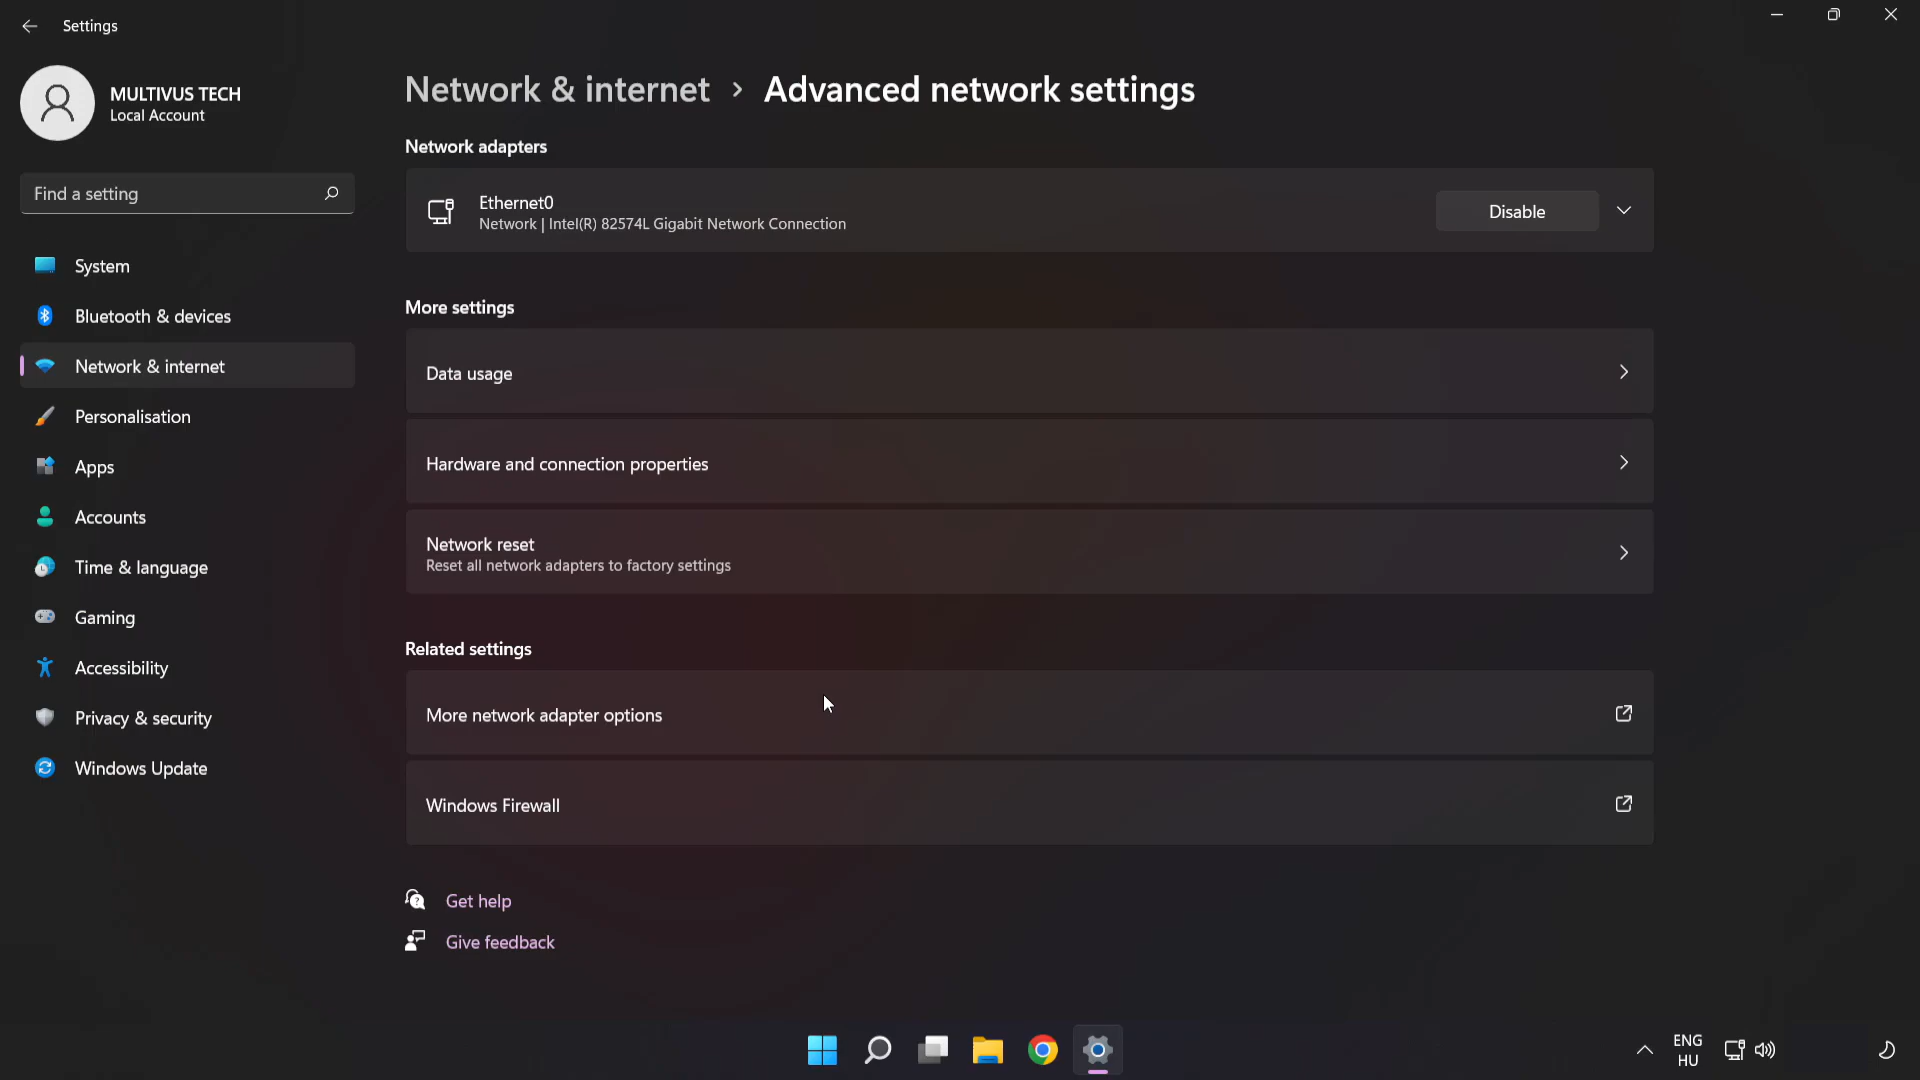 Settings
MULTIVUS TECH
Local Account
Find a setting
System
Bluetooth & devices
Network & internet
Personalisation
Apps
Accounts
Time & language
Gaming
Accessibility
Privacy & security
Windows Update
Network & internet > Advanced network settings
Network adapters
Ethernet0
Network | Intel(R) 82574L Gigabit Network Connection
Disable
More settings
Data usage
Hardware and connection properties
Network reset
Reset all network adapters to factory settings
Related settings
More network adapter options
Windows Firewall
Get help
Give feedback
ENG
HU